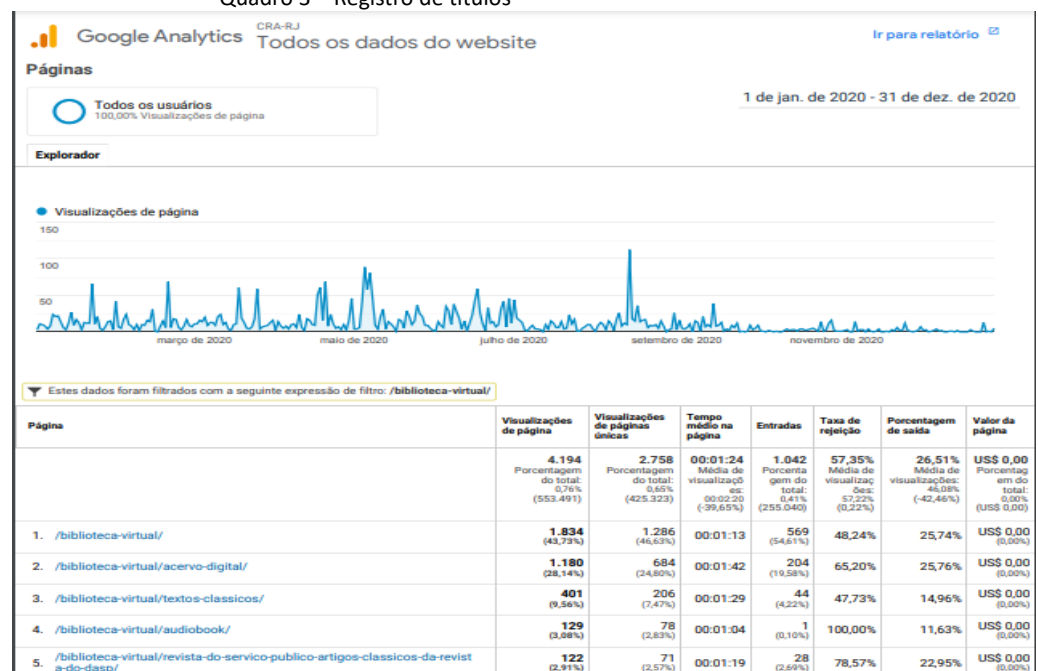 Quadro 3 – Registro de títulos
Google Analytics
CRA-RJ
Todos os dados do website
Ir para relatório
Páginas
Todos os usuários
100,00% Visualizações de página
1 de jan. de 2020 - 31 de dez. de 2020
Explorador
Visualizações de página
150
100
50
março de 2020 maio de 2020 julho de 2020 setembro de 2020 novembro de 2020
Estes dados foram filtrados com a seguinte expressão de filtro: /biblioteca-virtual/
Página
Visualizações
de página
Visualizações
de páginas
únicas
Tempo
médio na
página
Entradas
Taxa de
rejeição
Porcentagem
de saída
Valor da
página
4.194
Porcentagem
do total:
0,76%
(553.491)
2.758
Porcentagem
do total:
0,65%
(425.323)
00:01:24
Média de
visualizaçõ
es:
00:02:20
(-39,65%)
1.042
Porcenta
gem do
total:
0,41%
(255.040)
57,35%
Média de
visualizaç
ões:
57,22%
(0,22%)
26,51%
Média de
visualizações:
46,08%
(-42,46%)
US$ 0,00
Porcentag
em do
total:
0,00%
(US$ 0,00)
1. /biblioteca-virtual/ 1.834 (43,73%) 1.286 (46,63%) 00:01:13 569 (54,61%) 48,24% 25,74% US$ 0,00 (0,00%)
2. /biblioteca-virtual/acervo-digital/ 1.180 (28,14%) 684 (24,80%) 00:01:42 204 (19,58%) 65,20% 25,76% US$ 0,00 (0,00%)
3. /biblioteca-virtual/textos-classicos/ 401 (9,56%) 206 (7,47%) 00:01:29 44 (4,22%) 47,73% 14,96% US$ 0,00 (0,00%)
4. /biblioteca-virtual/audiobook/ 129 (3,08%) 78 (2,83%) 00:01:04 1 (0,10%) 100,00% 11,63% US$ 0,00 (0,00%)
5. /biblioteca-virtual/revista-do-servico-publico-artigos-classicos-da-revist
a-do-dasp/ 122 (2,91%) 71 (2,57%) 00:01:19 28 (2,69%) 78,57% 22,95% US$ 0,00 (0,00%)